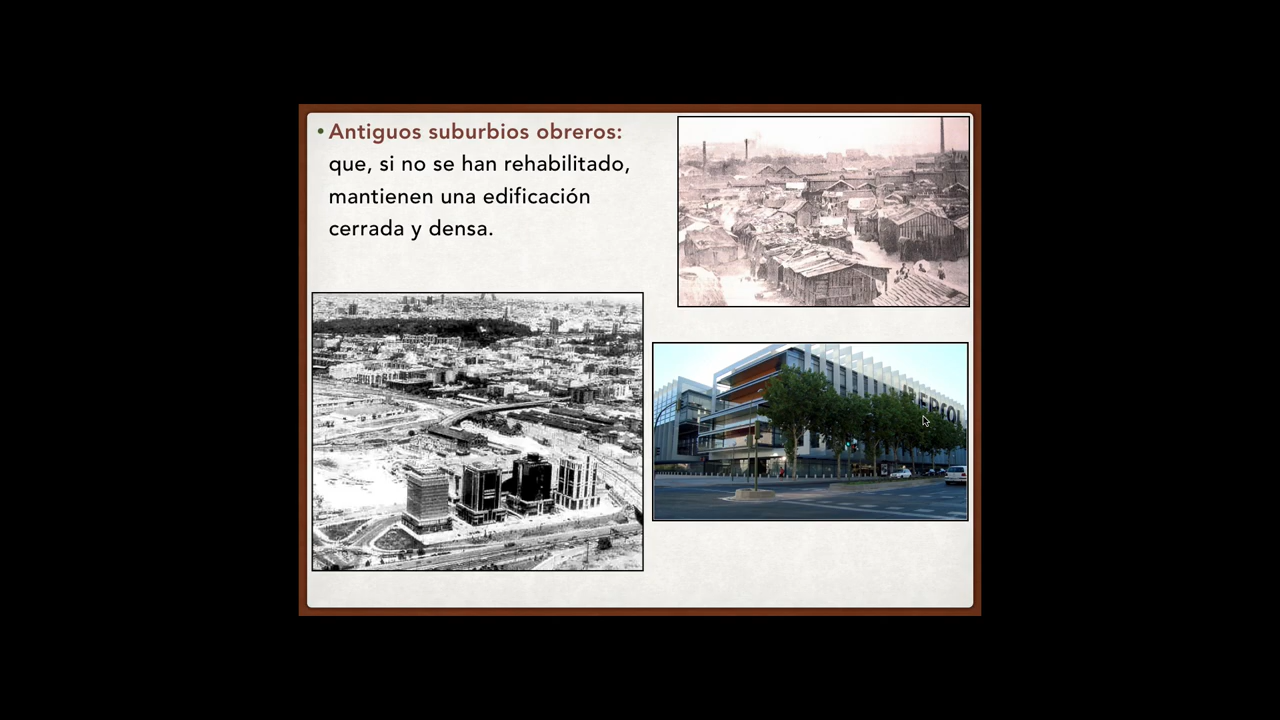 • Antiguos suburbios obreros:
que, si no se han rehabilitado,
mantienen una edificación
cerrada y densa.